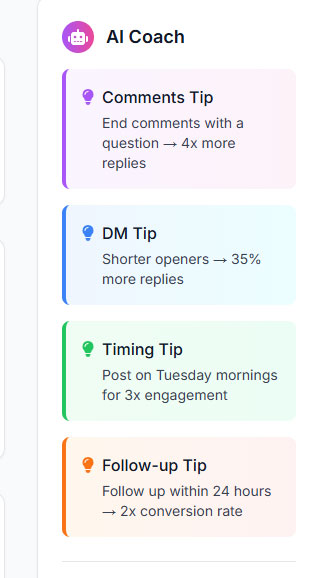 AI Coach
Comments Tip
End comments with a
question → 4x more
replies
DM Tip
Shorter openers → 35%
more replies
Timing Tip
Post on Tuesday mornings
for 3x engagement
Follow-up Tip
Follow up within 24 hours
→ 2x conversion rate